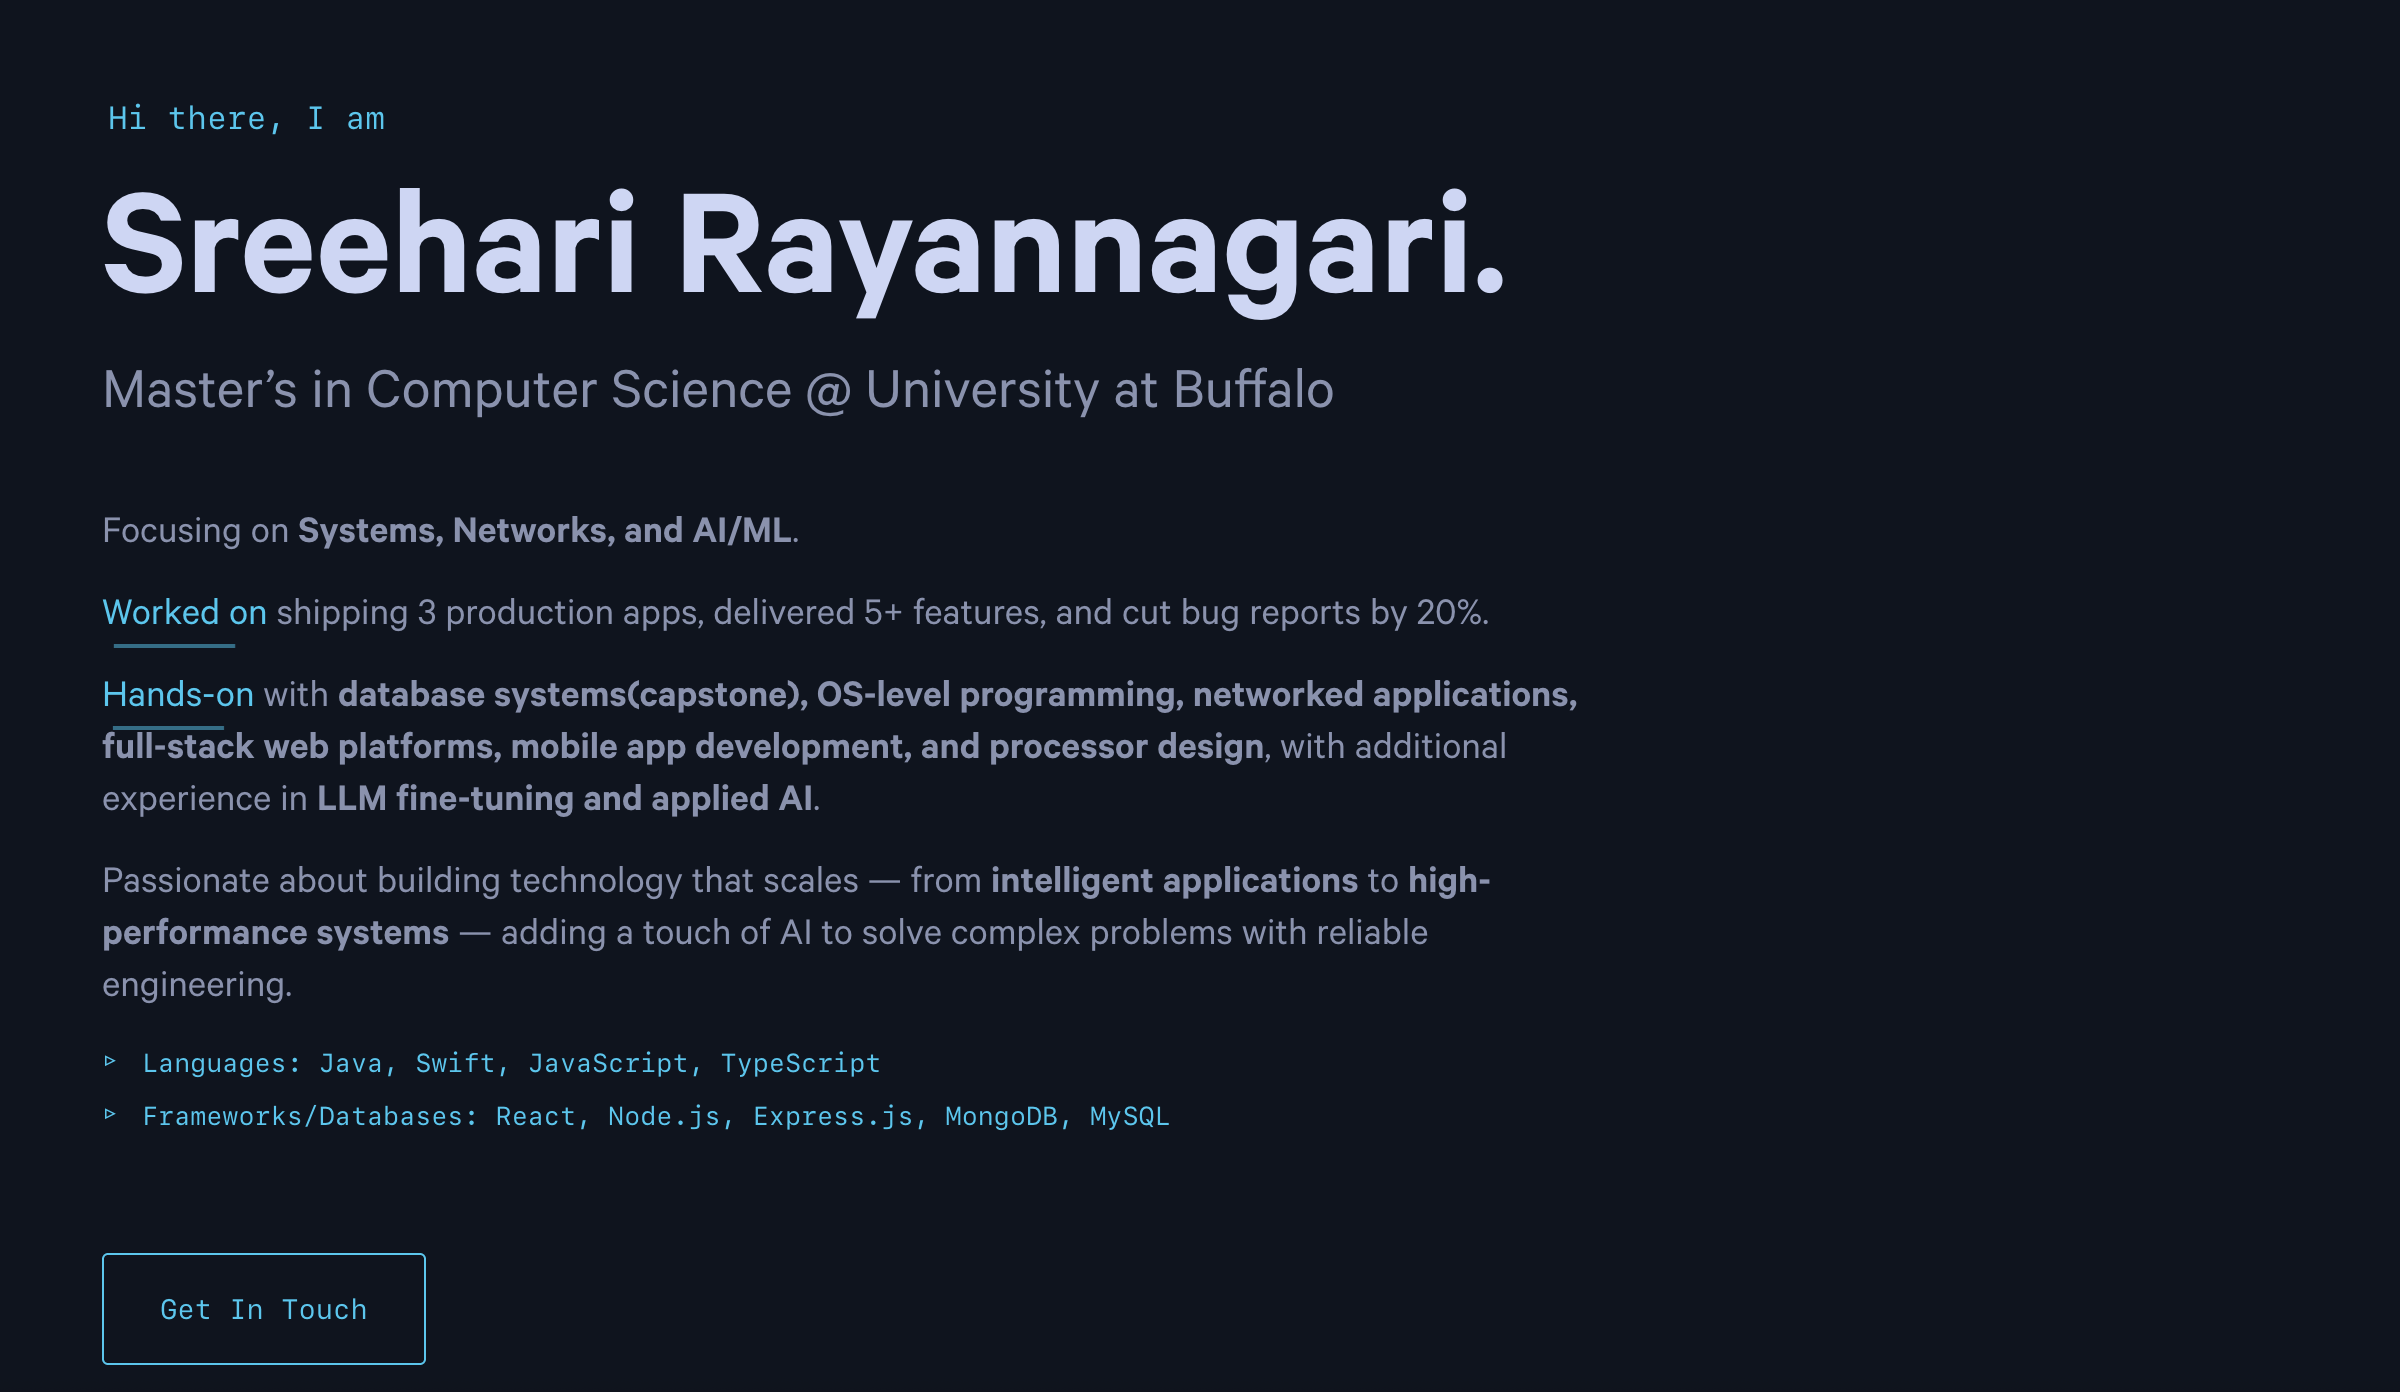 Hi there, I am
Sreehari Rayannagari.
Master’s in Computer Science @ University at Buffalo
Focusing on Systems, Networks, and AI/ML.
Worked on shipping 3 production apps, delivered 5+ features, and cut bug reports by 20%.
Hands-on with database systems(capstone), OS-level programming, networked applications,
full-stack web platforms, mobile app development, and processor design, with additional
experience in LLM fine-tuning and applied AI.
Passionate about building technology that scales — from intelligent applications to high-
performance systems — adding a touch of AI to solve complex problems with reliable
engineering.
▹ Languages: Java, Swift, JavaScript, TypeScript
▹ Frameworks/Databases: React, Node.js, Express.js, MongoDB, MySQL
Get In Touch